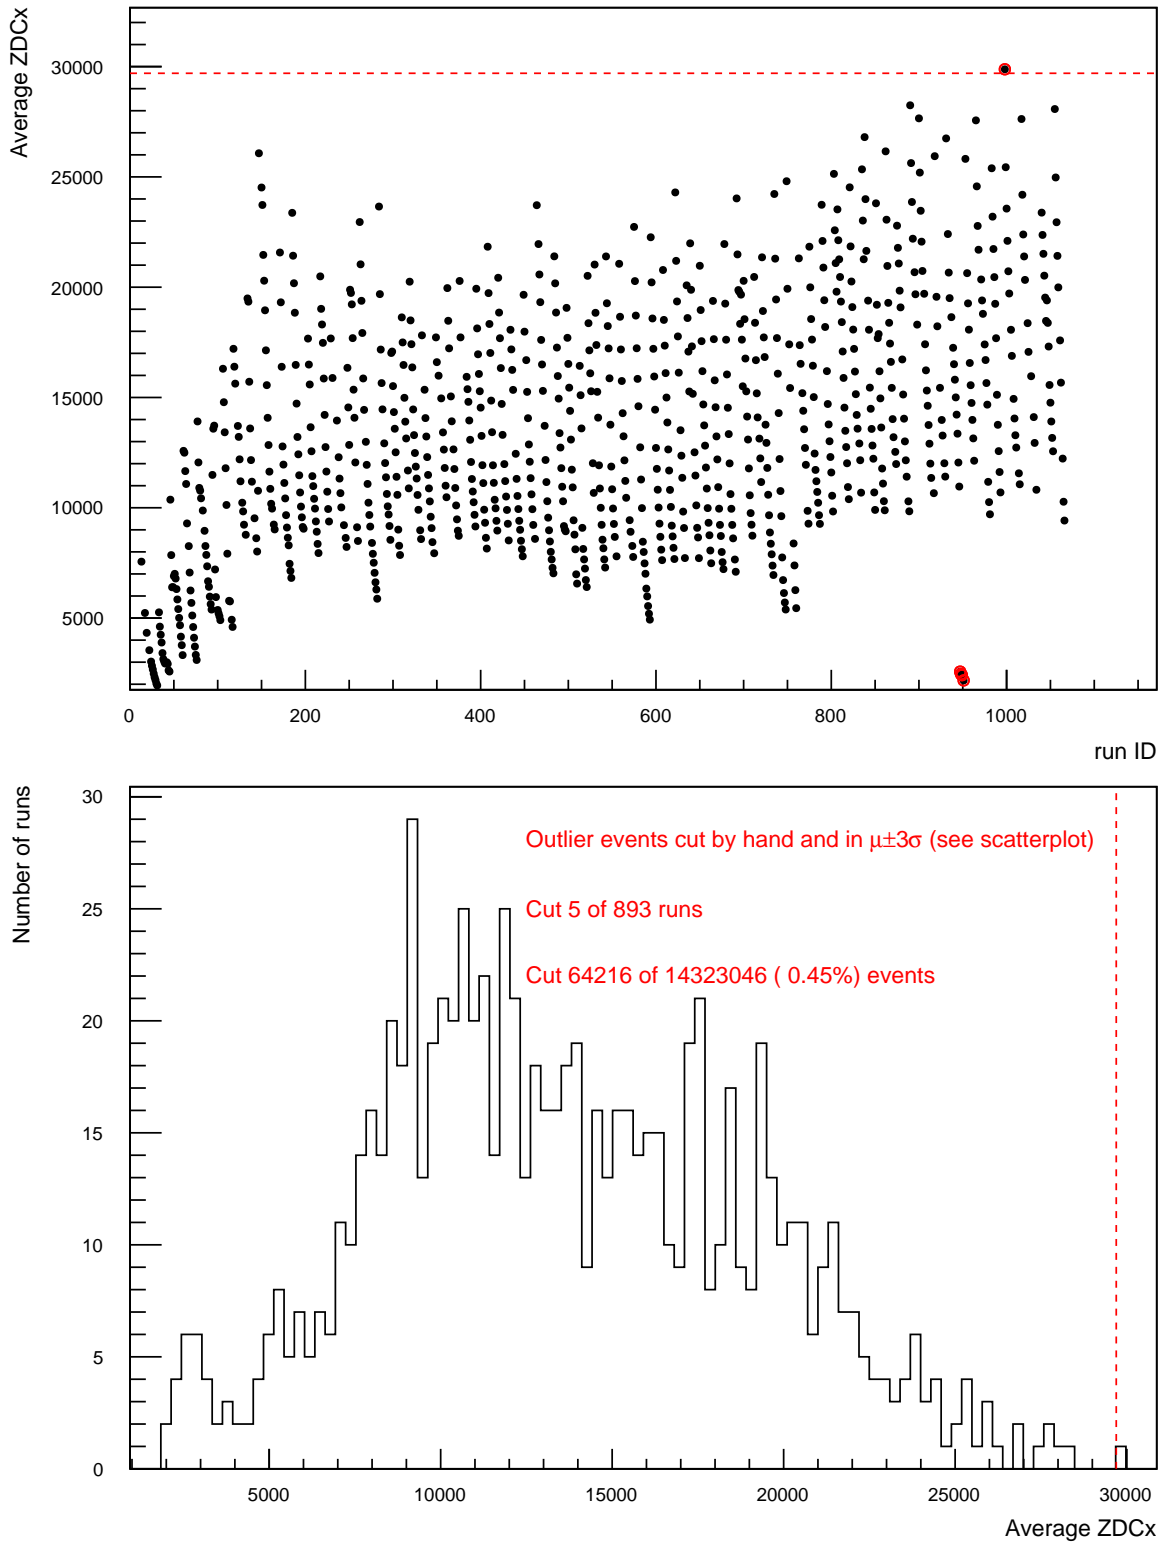 Average ZDCx
30000
25000
20000
15000
10000
5000
0 200 400 600 800 1000
run ID
Number of runs
30
25
20
15
10
5
0
Outlier events cut by hand and in μ±3σ (see scatterplot)
Cut 5 of 893 runs
Cut 64216 of 14323046 ( 0.45%) events
5000 10000 15000 20000 25000 30000
Average ZDCx